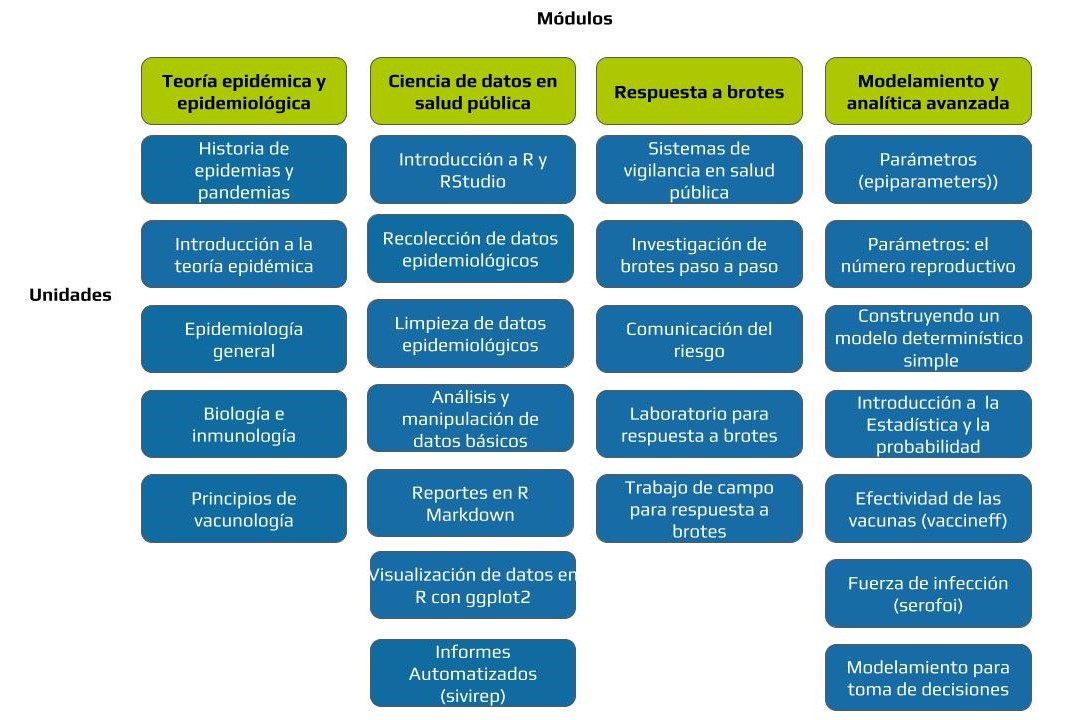 Módulos
Teoría epidémica y
epidemiológica
Historia de
epidemias y
pandemias
Introducción a la
teoría epidémica
Unidades
Epidemiología
general
Biología e
inmunología
Principios de
vacunología
Ciencia de datos en
salud pública
Introducción a R y
RStudio
Recolección de datos
epidemiológicos
Limpieza de datos
epidemiológicos
Análisis y
manipulación de
datos básicos
Reportes en R
Markdown
Visualización de datos en
R con ggplot2
Informes
Automatizados
(sivirep)
Respuesta a brotes
Sistemas de
vigilancia en salud
pública
Investigación de
brotes paso a paso
Comunicación del
riesgo
Laboratorio para
respuesta a brotes
Trabajo de campo
para respuesta a
brotes
Modelamiento y
analítica avanzada
Parámetros
(epiparameters))
Parámetros: el
número reproductivo
Construyendo un
modelo determinístico
simple
Introducción a  la
Estadística y la
probabilidad
Efectividad de las
vacunas (vaccineff)
Fuerza de infección
(serofoi)
Modelamiento para
toma de decisiones